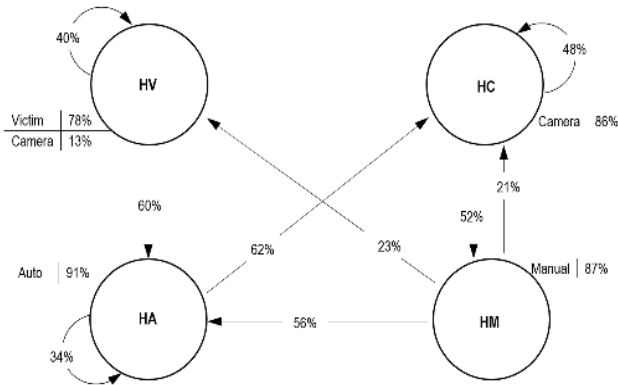 40%
48%
HV
HC
Victim 78%
Camera 13%
Camera 86%
21%
60%
52%
62%
23%
Auto 91%
Manual 87%
HA
56%
HM
34%